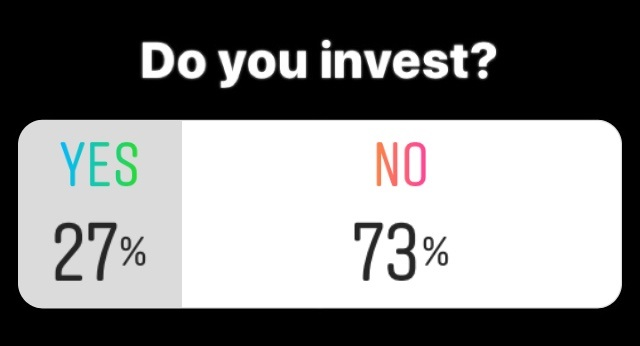 Do you invest?
YES NO
27% 73%